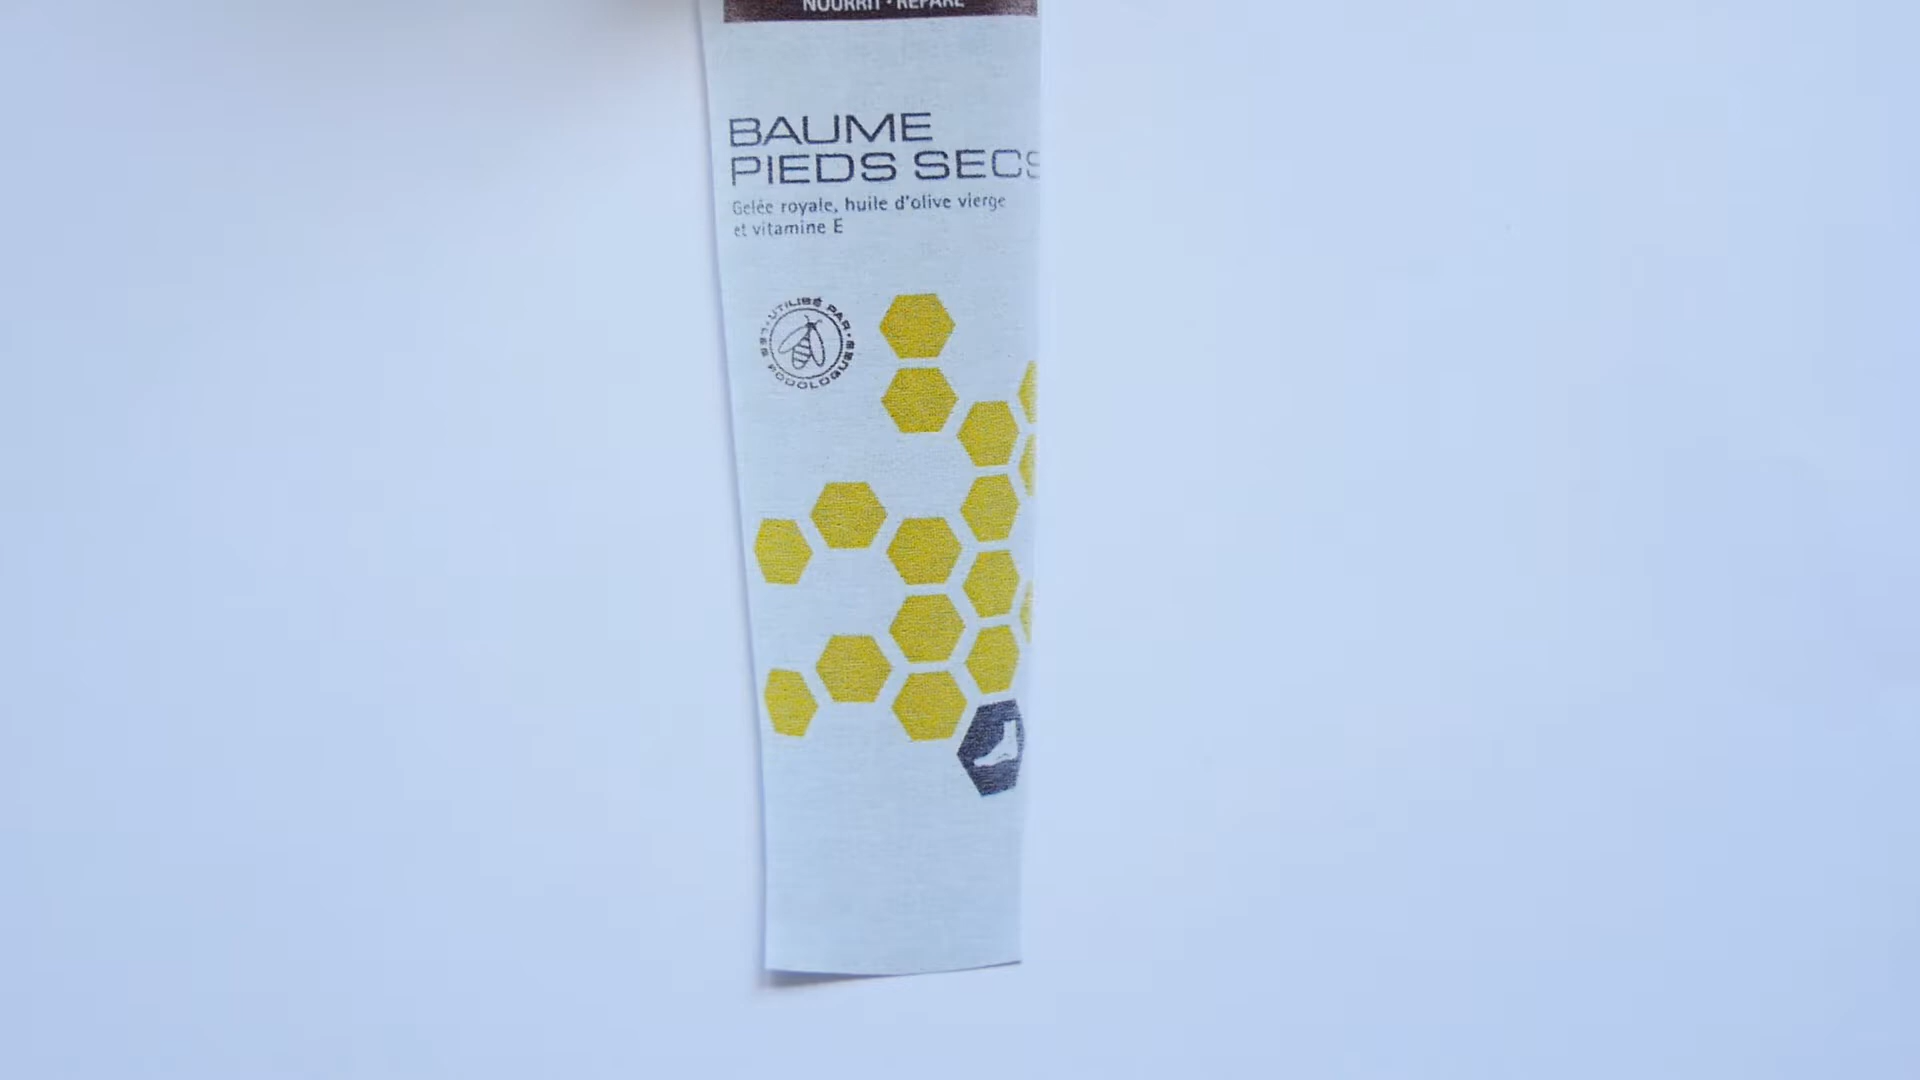 NOURRIT • RÉPARE
BAUME
PIEDS SECS
Gelée royale, huile d'olive vierge
et vitamine E
UTILISÉ PAR • LES PODOLOGUES •